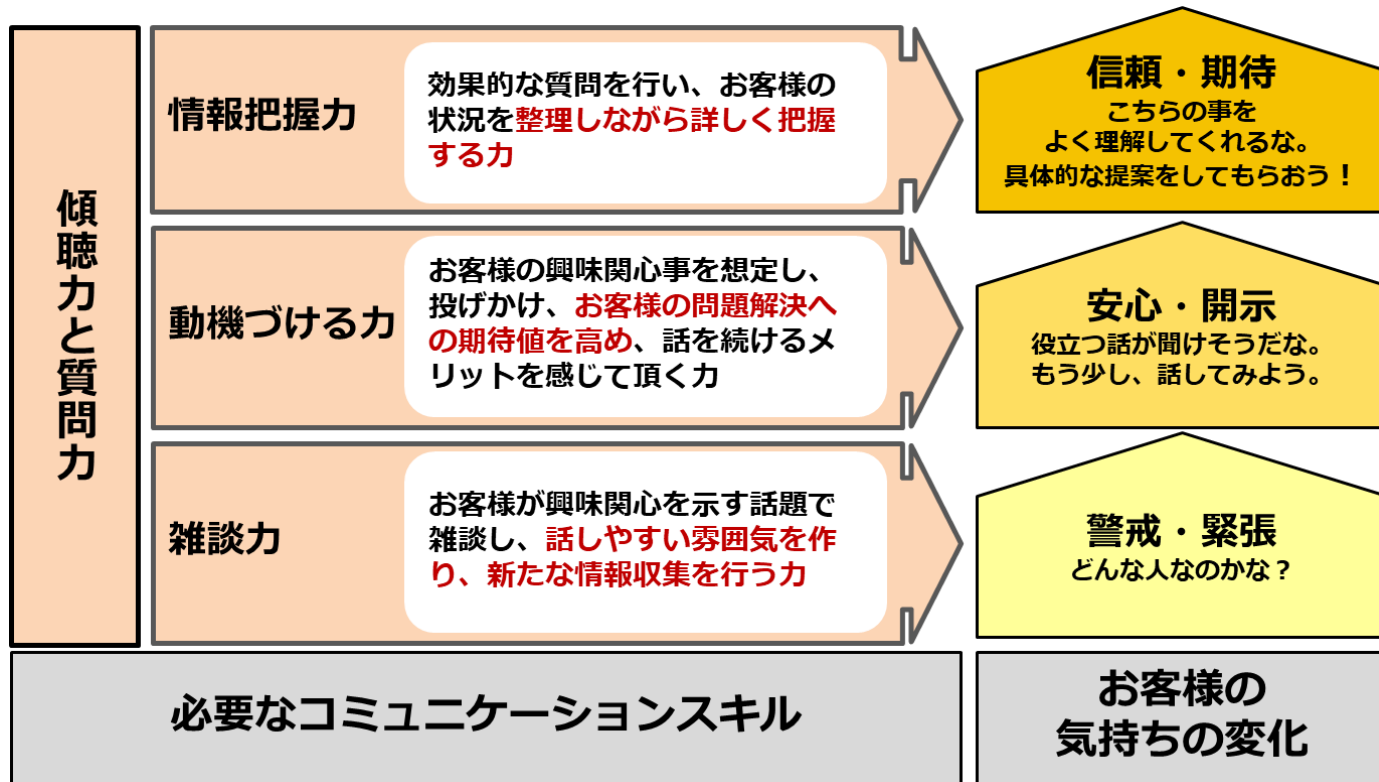 傾聴力と質問力
情報把握力
効果的な質問を行い、お客様の
状況を整理しながら詳しく把握
する力
信頼・期待
こちらの事を
よく理解してくれるな。
具体的な提案をしてもらおう！
動機づける力
お客様の興味関心事を想定し、
投げかけ、お客様の問題解決へ
の期待値を高め、話を続けるメ
リットを感じて頂く力
安心・開示
役立つ話が聞けそうだな。
もう少し、話してみよう。
雑談力
お客様が興味関心を示す話題で
雑談し、話しやすい雰囲気を作
り、新たな情報収集を行う力
警戒・緊張
どんな人なのかな？
必要なコミュニケーションスキル
お客様の
気持ちの変化